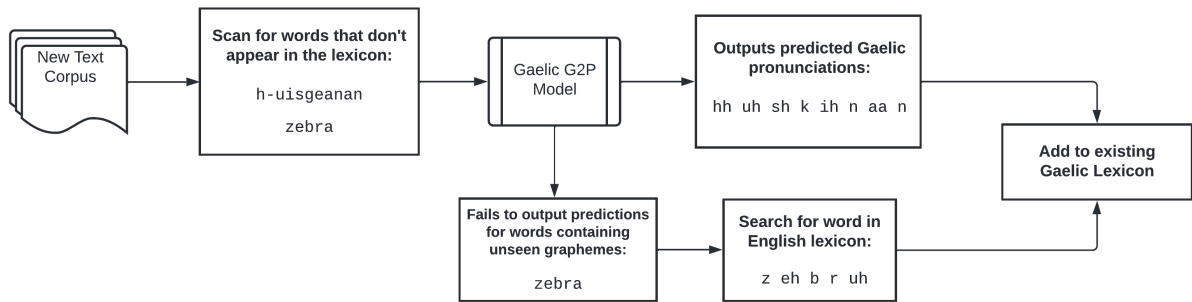 New Text
Corpus
Scan for words that don't
appear in the lexicon:
h-uisgeanan
zebra
Gaelic G2P
Model
Outputs predicted Gaelic
pronunciations:
hh uh sh k ih n aa n
Fails to output predictions
for words containing
unseen graphemes:
zebra
Search for word in
English lexicon:
z eh b r uh
Add to existing
Gaelic Lexicon